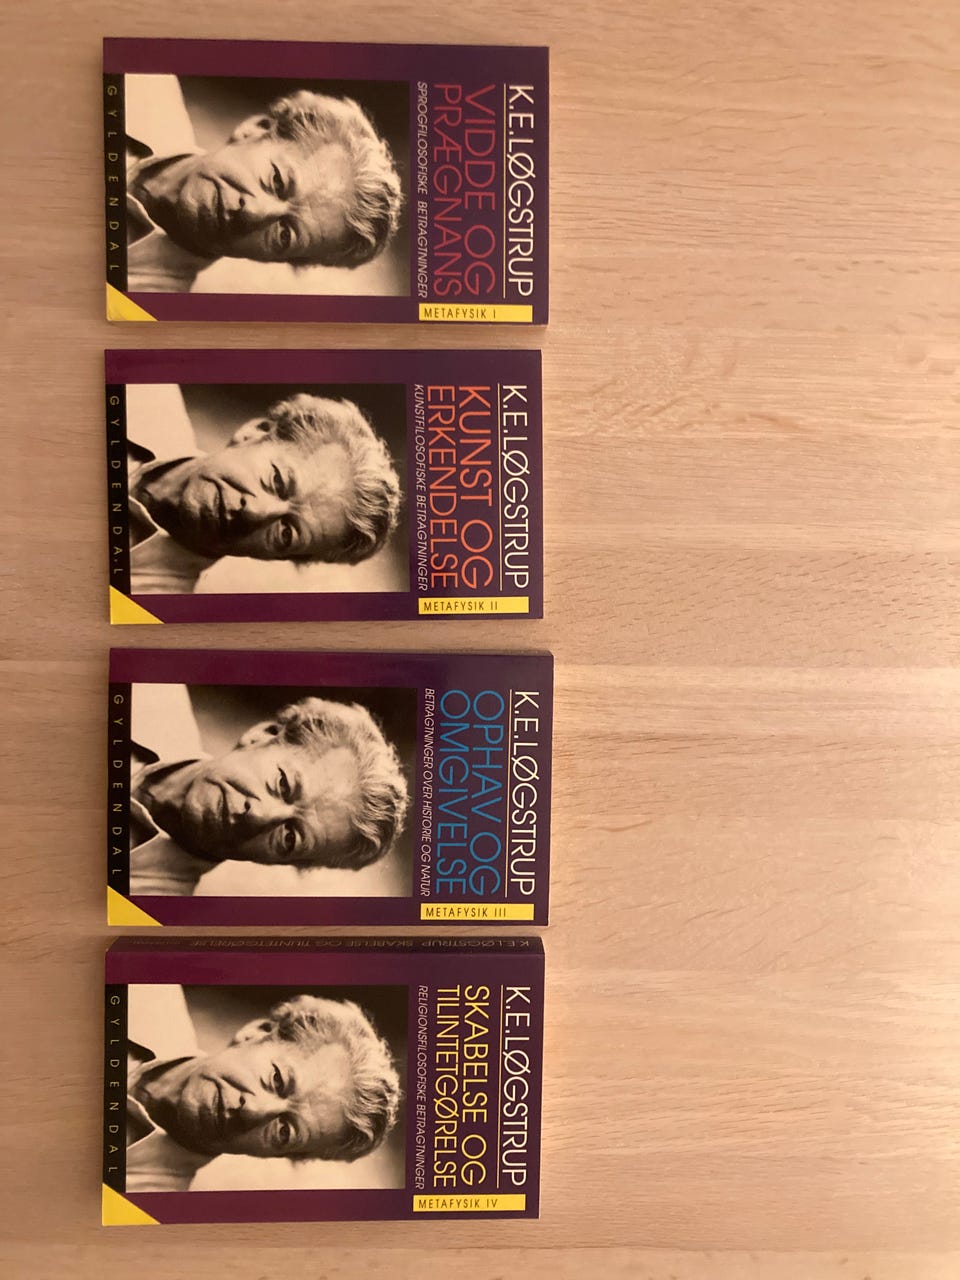 K.E.LØGSTRUP
VIDDE OG
PRÆGNANS
SPROGFILOSOFISKE BETRAGTNINGER
METAFYSIK I
GYLDENDAL
K.E.LØGSTRUP
KUNST OG
ERKENDELSE
KUNSTFILOSOFISKE BETRAGTNINGER
METAFYSIK II
GYLDENDAL
K.E.LØGSTRUP
OPHAV OG
OMGIVELSE
BETRAGTNINGER OVER HISTORIE OG NATUR
METAFYSIK III
GYLDENDAL
K.E.LØGSTRUP SKABELSE OG TILINTETGØRELSE
K.E.LØGSTRUP
SKABELSE OG
TILINTETGØRELSE
RELIGIONSFILOSOFISKE BETRAGTNINGER
METAFYSIK IV
GYLDENDAL